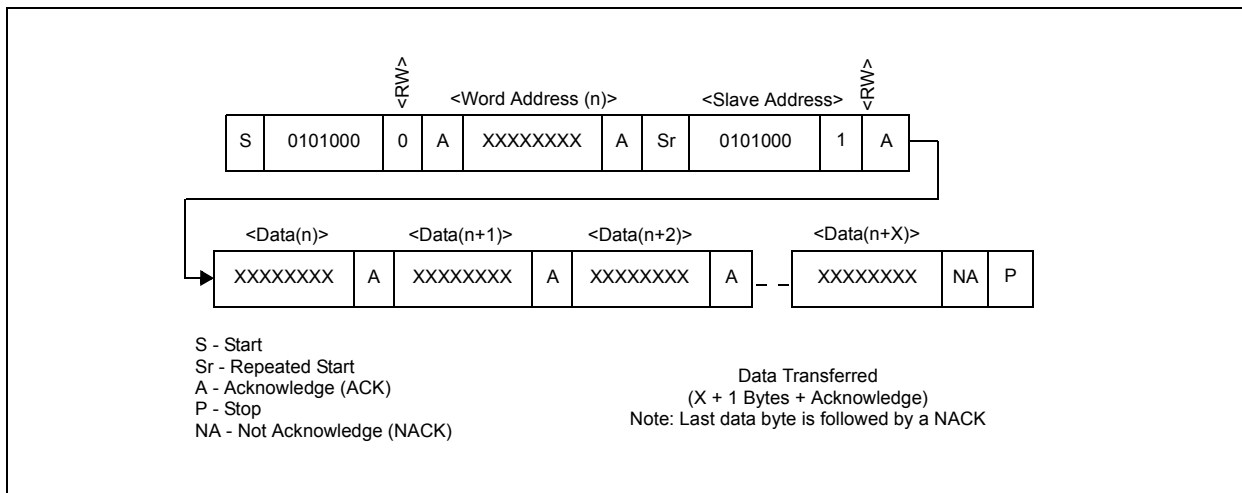 <RW>
<Word Address (n)>
<Slave Address>
<RW>
S 0101000 0 A XXXXXXXX A Sr 0101000 1 A
<Data(n)> <Data(n+1)> <Data(n+2)> <Data(n+X)>
XXXXXXXX A XXXXXXXX A XXXXXXXX A XXXXXXXX NA P
S - Start
Sr - Repeated Start
A - Acknowledge (ACK)
P - Stop
NA - Not Acknowledge (NACK)
Data Transferred
(X + 1 Bytes + Acknowledge)
Note: Last data byte is followed by a NACK